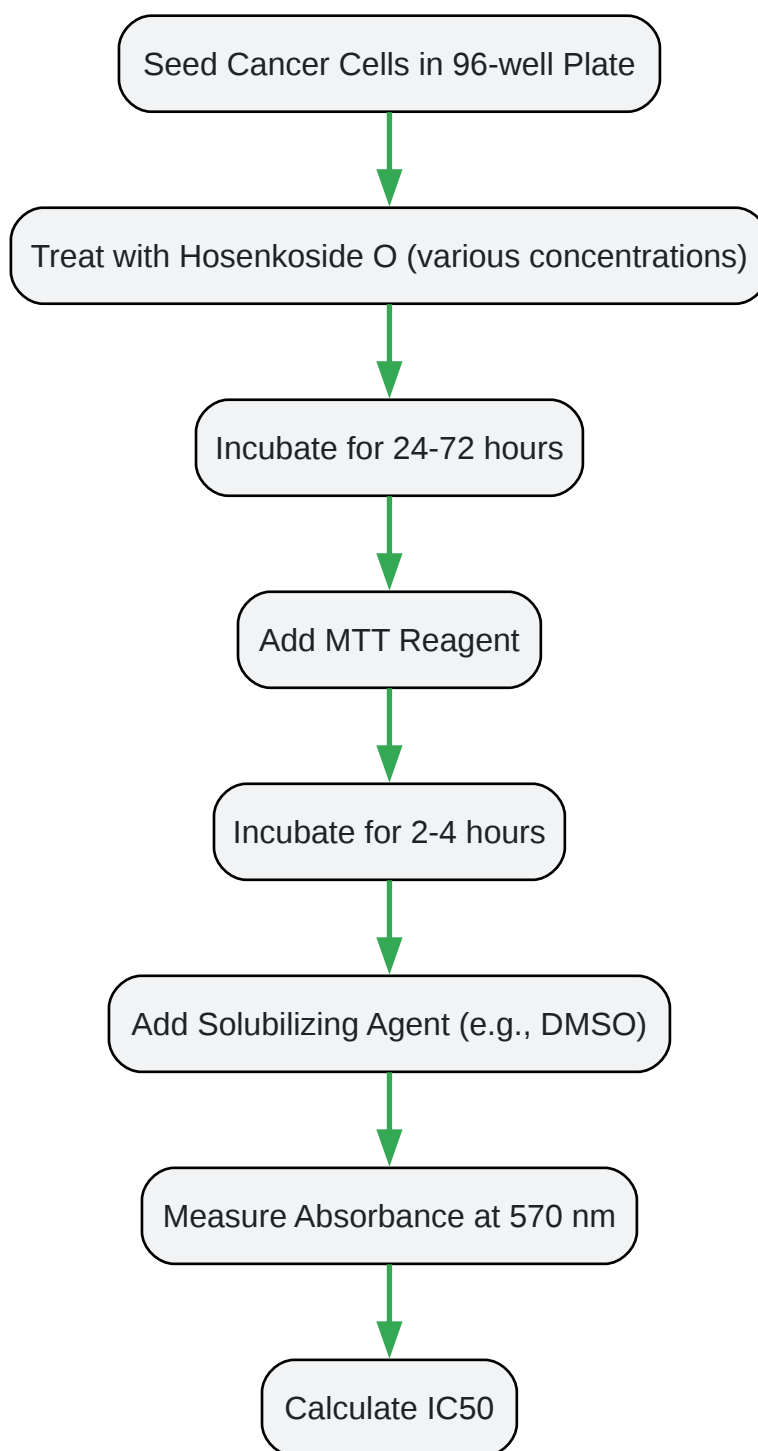 Seed Cancer Cells in 96-well Plate
Treat with Hosenkoside O (various concentrations)
Incubate for 24-72 hours
Add MTT Reagent
Incubate for 2-4 hours
Add Solubilizing Agent (e.g., DMSO)
Measure Absorbance at 570 nm
Calculate IC50